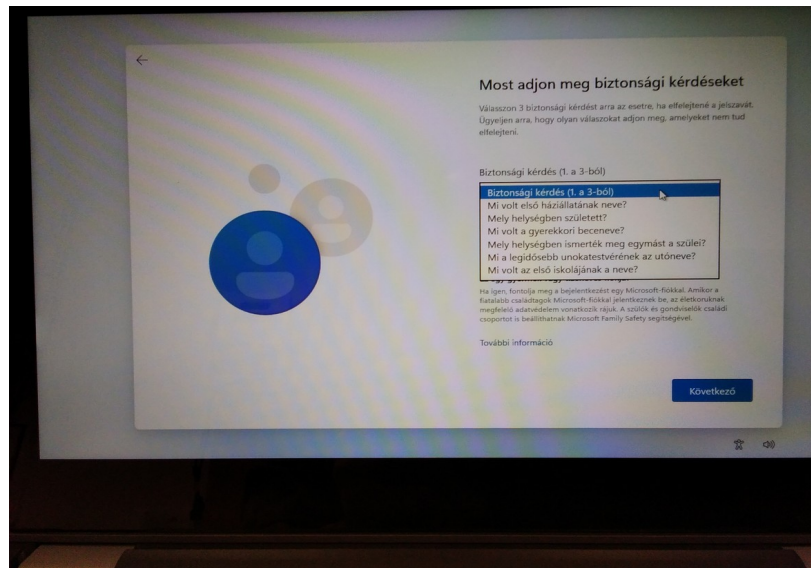 Most adjon meg biztonsági kérdéseket
Válasszon 3 biztonsági kérdést arra az esetre, ha elfelejtené a jelszavát.
Ügyeljen arra, hogy olyan válaszokat adjon meg, amelyeket nem tud
elfelejteni.
Biztonsági kérdés (1. a 3-ból)
Biztonsági kérdés (1. a 3-ból)
Mi volt első háziállatának neve?
Mely helységben született?
Mi volt a gyerekkori beceneve?
Mely helységben ismerték meg egymást a szülei?
Mi a legidősebb unokatestvérének az utóneve?
Mi volt az első iskolájának a neve?
Ha igen, fontolja meg a bejelentkezést egy Microsoft-fiókkal. Amikor a
fiatalabb családtagok Microsoft-fiókkal jelentkeznek be, az életkoruknak
megfelelő adatvédelem vonatkozik rájuk. A szülők és gondviselők családi
csoportot is beállíthatnak Microsoft Family Safety segítségével.
További információ
Következő